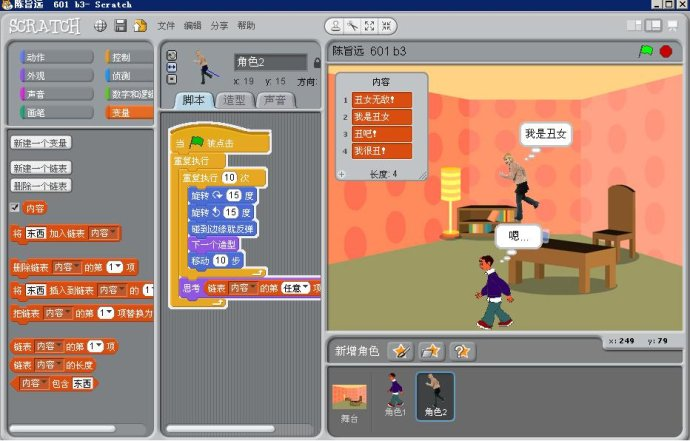 陈旨远 601 b3- Scratch
SCRATCH
文件 编辑 分享 帮助
动作
控制
外观
侦测
声音
数字和逻辑
画笔
变量
新建一个变量
新建一个链表
删除一个链表
内容
将 东西 加入链表 内容
删除链表 内容 的第 1 项
将 东西 插入到链表 内容 的 1
把链表 内容 的第 1 项替换为
链表 内容 的第 1 项
链表 内容 的长度
内容 包含 东西
角色2
x: 19 y: 15 方向:
脚本 造型 声音
当 被点击
重复执行
重复执行 10 次
旋转 15 度
旋转 15 度
碰到边缘就反弹
下一个造型
移动 10 步
思考 链表 内容 的第 任意 项
陈旨远 601 b3
内容
1 丑女无敌!
2 我是丑女
3 丑吧!
4 我很丑!
+ 长度: 4
我是丑女
嗯...
x: 249 y: 79
新增角色
舞台
角色1
角色2